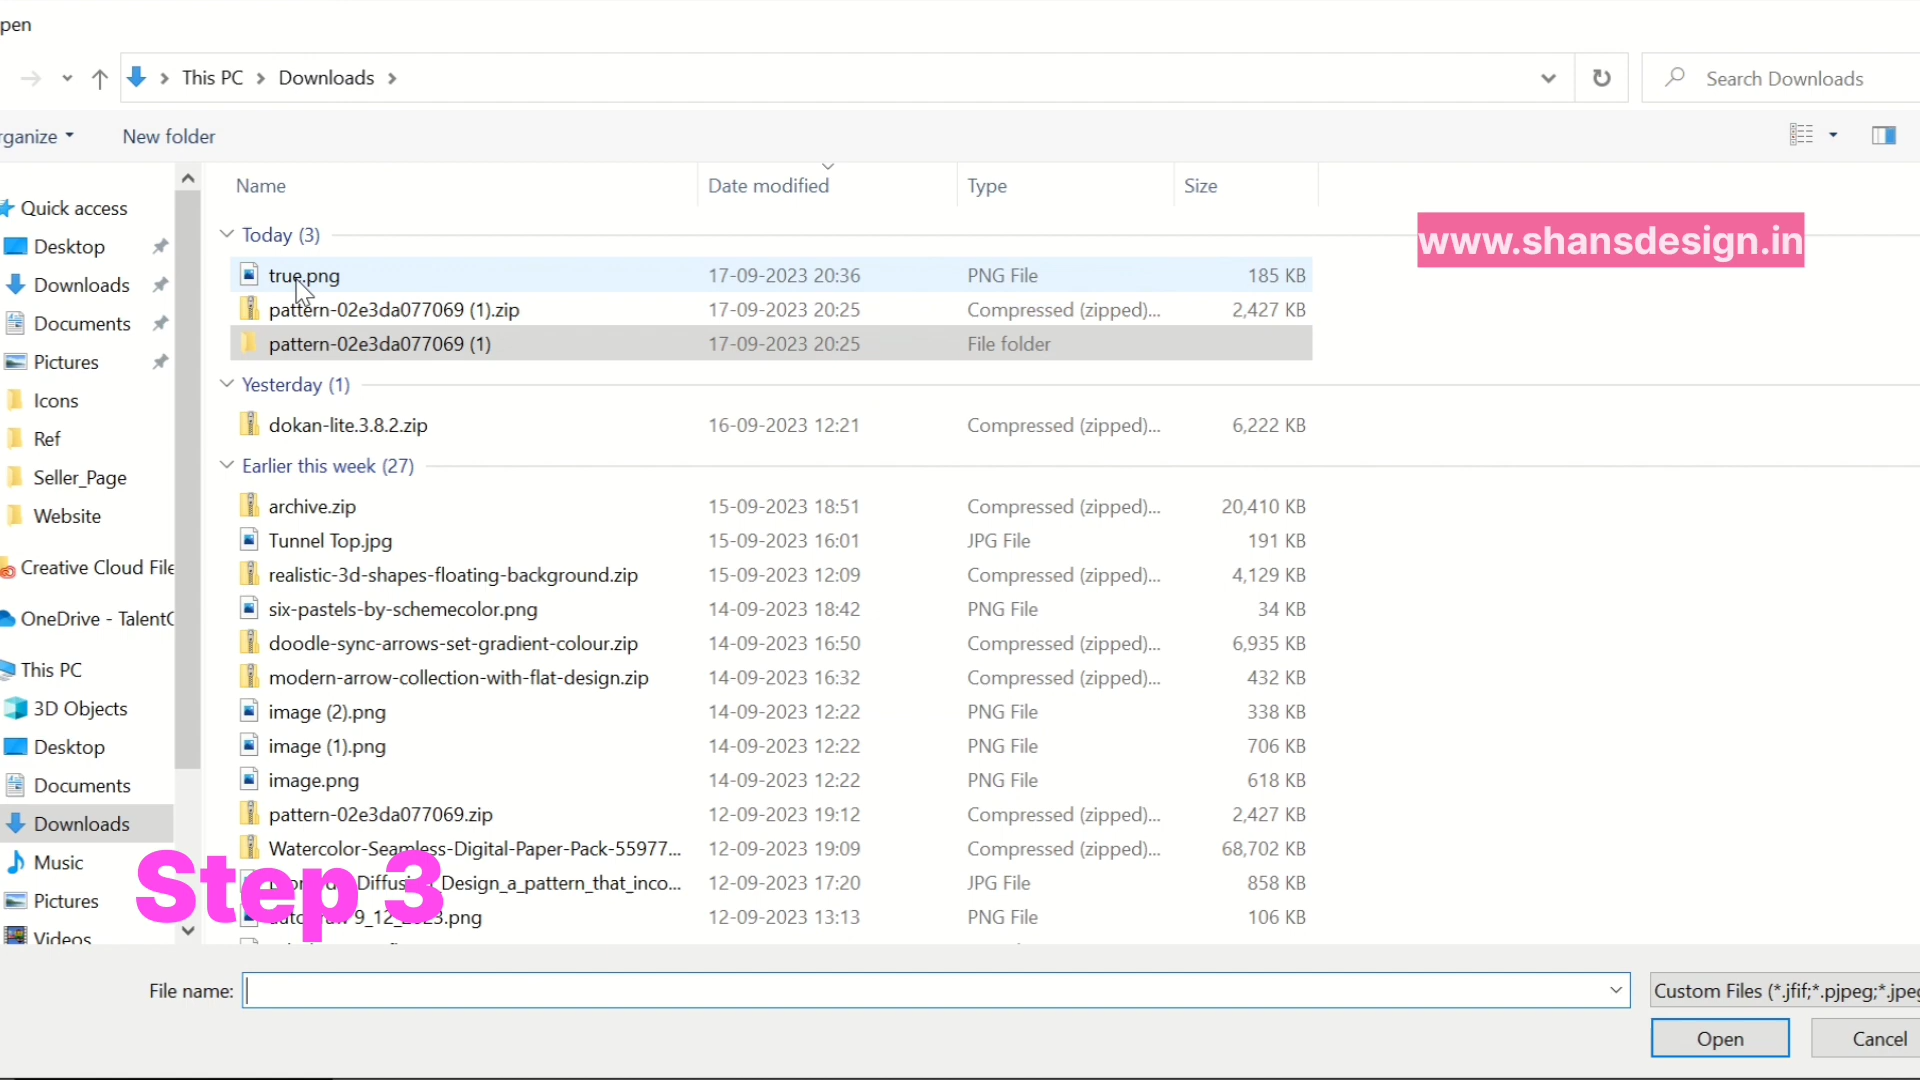 pen
This PC > Downloads >
Search Downloads
rganize
New folder
Name
Date modified
Type
Size
Quick access
Desktop
Downloads
Documents
Pictures
Icons
Ref
Seller_Page
Website
Creative Cloud File
OneDrive - TalentC
This PC
3D Objects
Desktop
Documents
Downloads
Music
Pictures
Videos
Today (3)
www.shansdesign.in
true.png 17-09-2023 20:36 PNG File 185 KB
pattern-02e3da077069 (1).zip 17-09-2023 20:25 Compressed (zipped)... 2,427 KB
pattern-02e3da077069 (1) 17-09-2023 20:25 File folder
Yesterday (1)
dokan-lite.3.8.2.zip 16-09-2023 12:21 Compressed (zipped)... 6,222 KB
Earlier this week (27)
archive.zip 15-09-2023 18:51 Compressed (zipped)... 20,410 KB
Tunnel Top.jpg 15-09-2023 16:01 JPG File 191 KB
realistic-3d-shapes-floating-background.zip 15-09-2023 12:09 Compressed (zipped)... 4,129 KB
six-pastels-by-schemecolor.png 14-09-2023 18:42 PNG File 34 KB
doodle-sync-arrows-set-gradient-colour.zip 14-09-2023 16:50 Compressed (zipped)... 6,935 KB
modern-arrow-collection-with-flat-design.zip 14-09-2023 16:32 Compressed (zipped)... 432 KB
image (2).png 14-09-2023 12:22 PNG File 338 KB
image (1).png 14-09-2023 12:22 PNG File 706 KB
image.png 14-09-2023 12:22 PNG File 618 KB
pattern-02e3da077069.zip 12-09-2023 19:12 Compressed (zipped)... 2,427 KB
Watercolor-Seamless-Digital-Paper-Pack-55977... 12-09-2023 19:09 Compressed (zipped)... 68,702 KB
Design_a_pattern_that_inco... 12-09-2023 17:20 JPG File 858 KB
12-09-2023 13:13 PNG File 106 KB
Step 3
File name:
Custom Files (*.jfif;*.pjpeg;*.jpeg
Open
Cancel